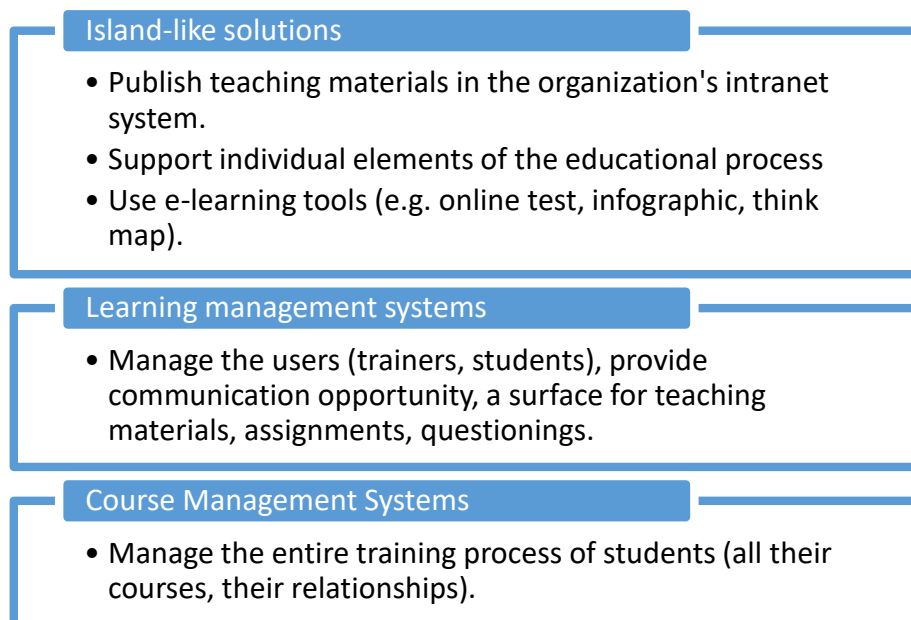 Island-like solutions
• Publish teaching materials in the organization's intranet
system.
• Support individual elements of the educational process
• Use e-learning tools (e.g. online test, infographic, think
map).
Learning management systems
• Manage the users (trainers, students), provide
communication opportunity, a surface for teaching
materials, assignments, questionings.
Course Management Systems
• Manage the entire training process of students (all their
courses, their relationships).